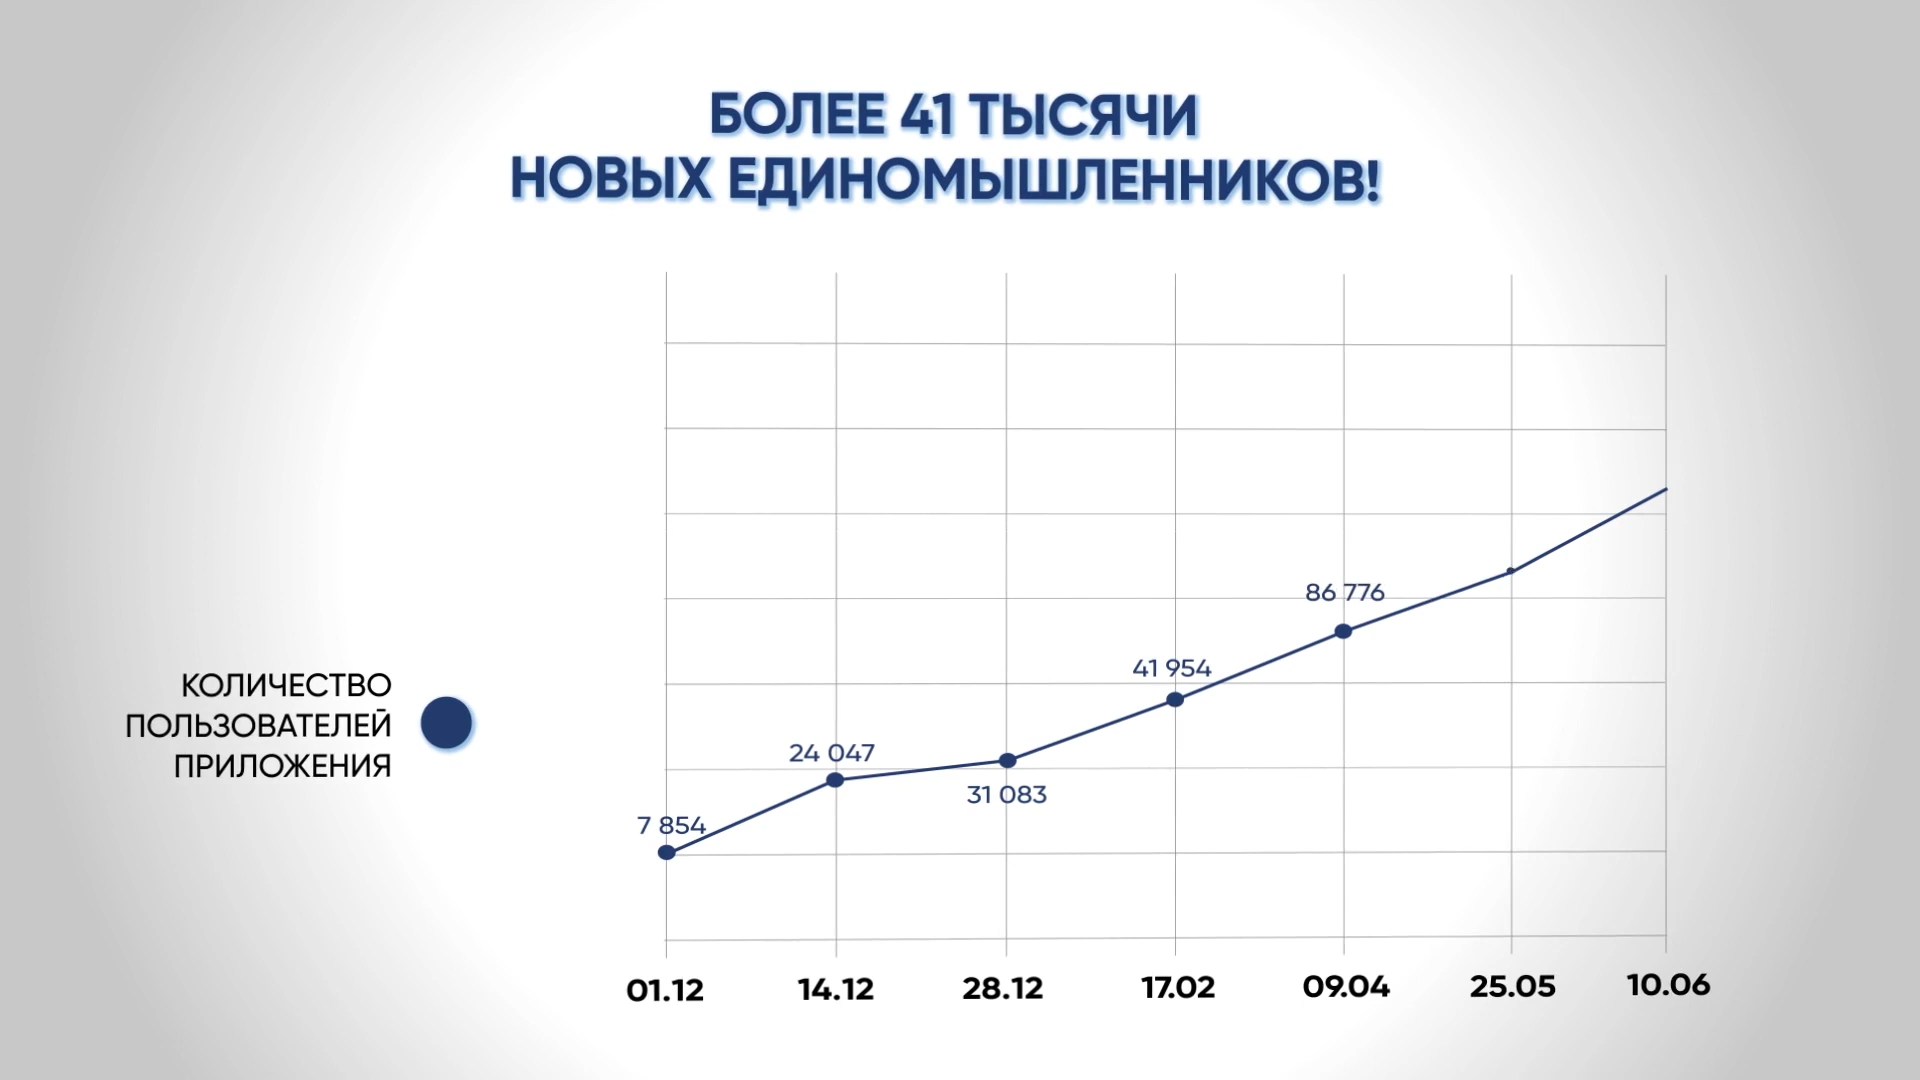 БОЛЕЕ 41 ТЫСЯЧИ
НОВЫХ ЕДИНОМЫШЛЕННИКОВ!
86 776
41 954
24 047
31 083
7 854
КОЛИЧЕСТВО
ПОЛЬЗОВАТЕЛЕЙ
ПРИЛОЖЕНИЯ
01.12 14.12 28.12 17.02 09.04 25.05 10.06